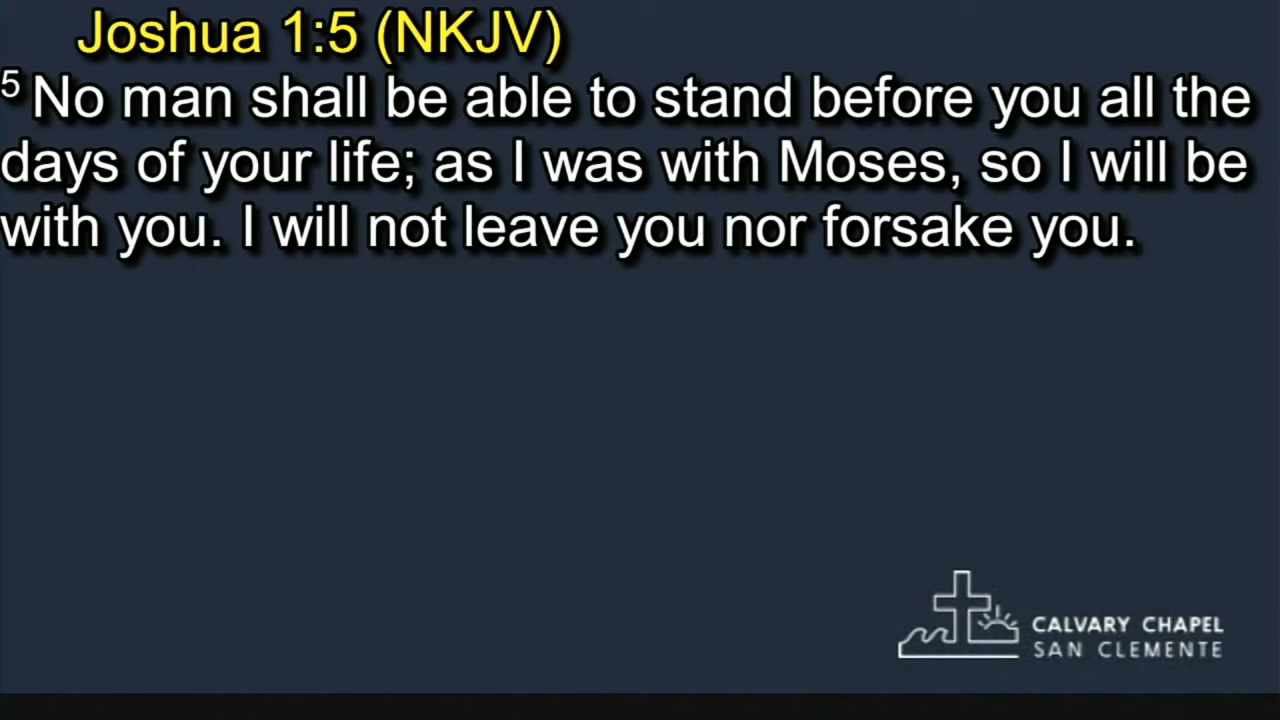 Joshua 1:5 (NKJV)
5 No man shall be able to stand before you all the
days of your life; as I was with Moses, so I will be
with you. I will not leave you nor forsake you.
CALVARY CHAPEL
SAN CLEMENTE